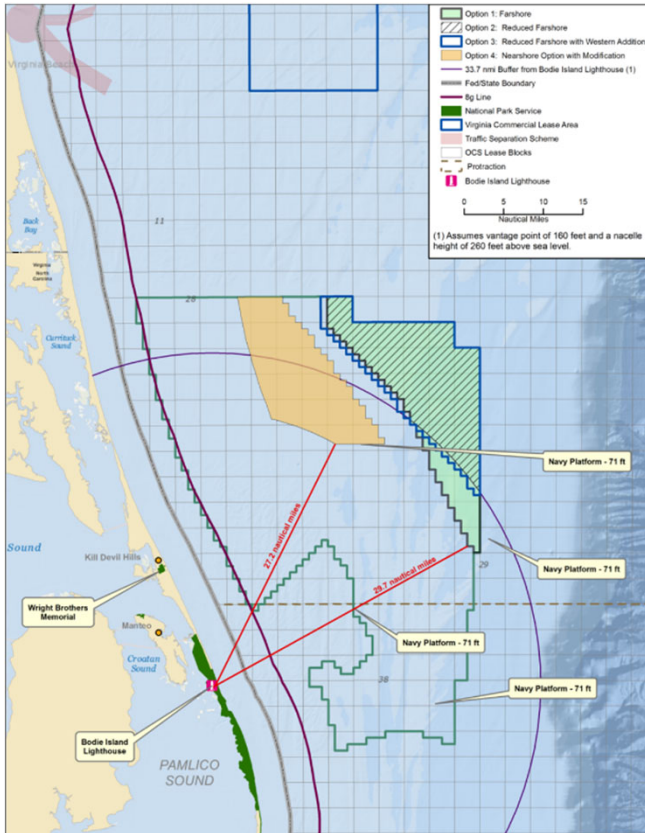 Virginia Beach
Option 1: Farshore
Option 2: Reduced Farshore
Option 3: Reduced Farshore with Western Addition
Option 4: Nearshore Option with Modification
33.7 nmi Buffer from Bodie Island Lighthouse (1)
Fed/State Boundary
8g Line
National Park Service
Virginia Commercial Lease Area
Traffic Separation Scheme
OCS Lease Blocks
Protraction
Bodie Island Lighthouse
0 5 10 15
Nautical Miles
(1) Assumes vantage point of 160 feet and a nacelle
height of 260 feet above sea level.
11
Back
Bay
Virginia
North
Carolina
28
Currituck
Sound
Navy Platform - 71 ft
27.2 nautical miles
Sound
Kill Devil Hills
29
Navy Platform - 71 ft
29.7 nautical miles
Wright Brothers
Memorial
Manteo
Navy Platform - 71 ft
Croatan
Sound
38
Navy Platform - 71 ft
Bodie Island
Lighthouse
PAMLICO
SOUND